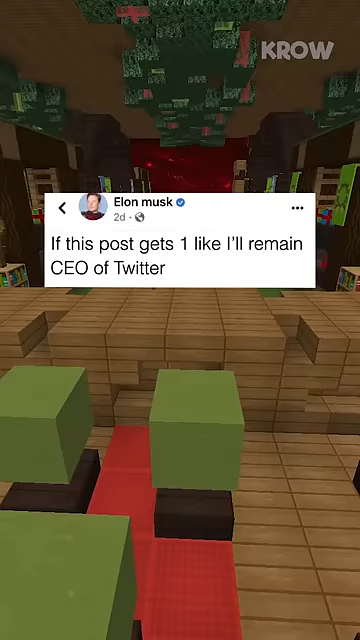 KROW
Elon musk
2d
If this post gets 1 like I'll remain
CEO of Twitter